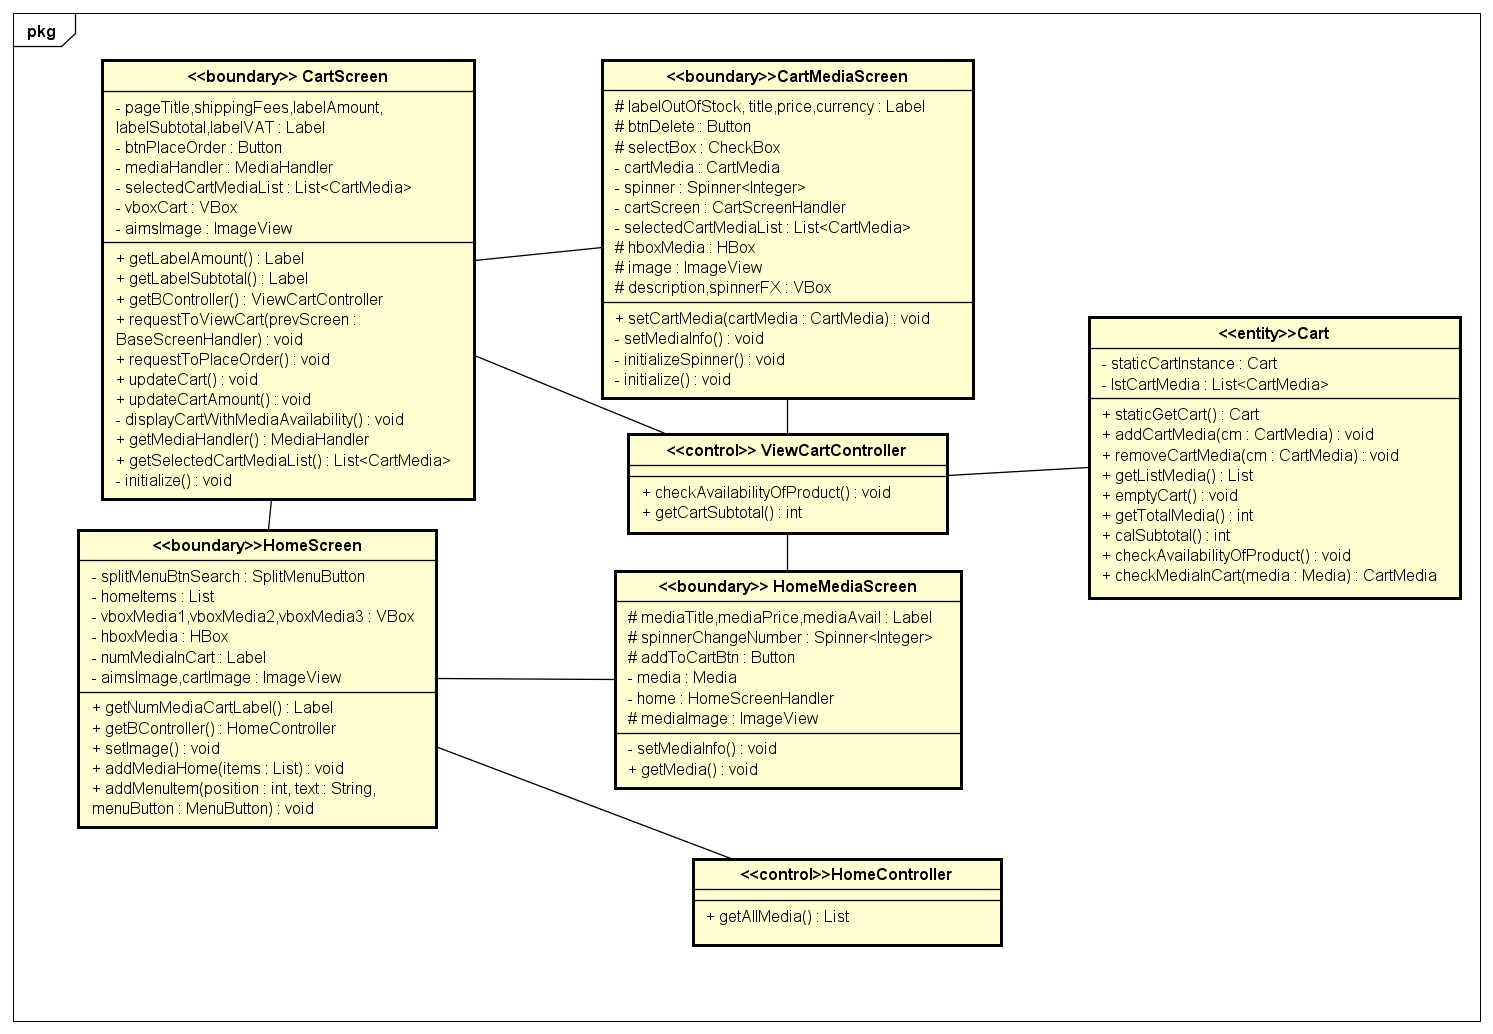 pkg
<<boundary>> CartScreen
- pageTitle,shippingFees,labelAmount,
labelSubtotal,labelVAT : Label
- btnPlaceOrder : Button
- mediaHandler : MediaHandler
- selectedCartMediaList : List<CartMedia>
- vboxCart : VBox
- aimsImage : ImageView
+ getLabelAmount() : Label
+ getLabelSubtotal() : Label
+ getBController() : ViewCartController
+ requestToViewCart(prevScreen :
BaseScreenHandler) : void
+ requestToPlaceOrder() : void
+ updateCart() : void
+ updateCartAmount() : void
- displayCartWithMediaAvailability() : void
+ getMediaHandler() : MediaHandler
+ getSelectedCartMediaList() : List<CartMedia>
- initialize() : void
<<boundary>>CartMediaScreen
# labelOutOfStock, title,price,currency : Label
# btnDelete : Button
# selectBox : CheckBox
- cartMedia : CartMedia
- spinner : Spinner<Integer>
- cartScreen : CartScreenHandler
- selectedCartMediaList : List<CartMedia>
# hboxMedia : HBox
# image : ImageView
# description,spinnerFX : VBox
+ setCartMedia(cartMedia : CartMedia) : void
- setMediaInfo() : void
- initializeSpinner() : void
- initialize() : void
<<entity>>Cart
- staticCartInstance : Cart
- lstCartMedia : List<CartMedia>
+ staticGetCart() : Cart
+ addCartMedia(cm : CartMedia) : void
+ removeCartMedia(cm : CartMedia) : void
+ getListMedia() : List
+ emptyCart() : void
+ getTotalMedia() : int
+ calSubtotal() : int
+ checkAvailabilityOfProduct() : void
+ checkMediaInCart(media : Media) : CartMedia
<<control>> ViewCartController
+ checkAvailabilityOfProduct() : void
+ getCartSubtotal() : int
<<boundary>>HomeScreen
- splitMenuBtnSearch : SplitMenuButton
- homeItems : List
- vboxMedia1,vboxMedia2,vboxMedia3 : VBox
- hboxMedia : HBox
- numMediaInCart : Label
- aimsImage,cartImage : ImageView
+ getNumMediaCartLabel() : Label
+ getBController() : HomeController
+ setImage() : void
+ addMediaHome(items : List) : void
+ addMenuItem(position : int, text : String,
menuButton : MenuButton) : void
<<boundary>> HomeMediaScreen
# mediaTitle,mediaPrice,mediaAvail : Label
# spinnerChangeNumber : Spinner<Integer>
# addToCartBtn : Button
- media : Media
- home : HomeScreenHandler
# mediaImage : ImageView
- setMediaInfo() : void
+ getMedia() : void
<<control>>HomeController
+ getAllMedia() : List